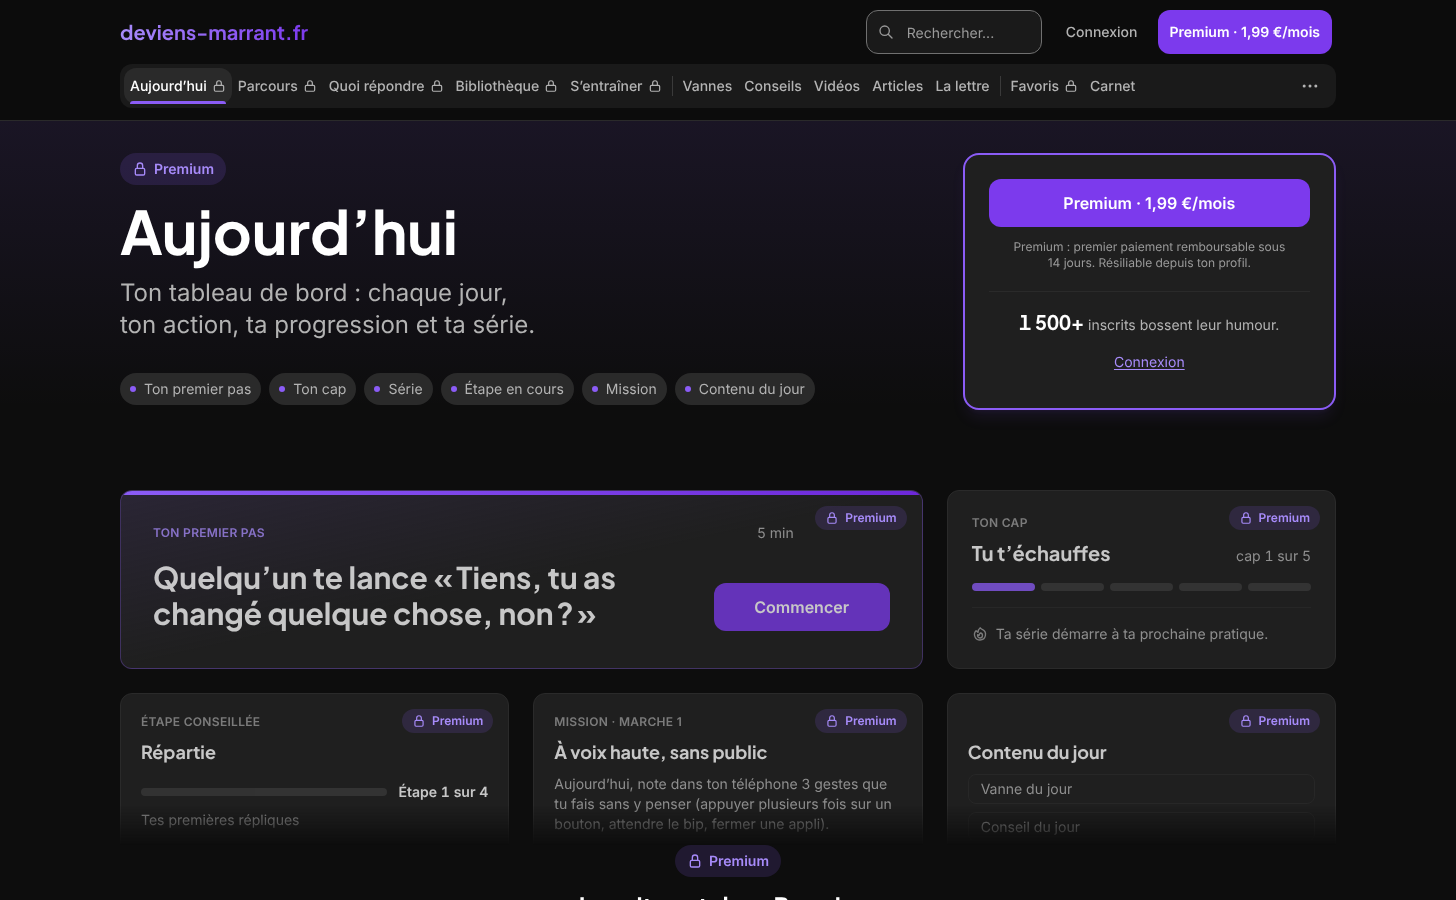 deviens-marrant.fr
Rechercher...
Connexion
Premium · 1,99 €/mois
Aujourd’hui
Parcours
Quoi répondre
Bibliothèque
S’entraîner
Vannes
Conseils
Vidéos
Articles
La lettre
Favoris
Carnet
Premium
Aujourd’hui
Ton tableau de bord : chaque jour,
ton action, ta progression et ta série.
Ton premier pas
Ton cap
Série
Étape en cours
Mission
Contenu du jour
Premium · 1,99 €/mois
Premium : premier paiement remboursable sous
14 jours. Résiliable depuis ton profil.
1 500+ inscrits bossent leur humour.
Connexion
TON PREMIER PAS
5 min
Premium
Quelqu’un te lance « Tiens, tu as
changé quelque chose, non ? »
Commencer
TON CAP
Premium
Tu t’échauffes
cap 1 sur 5
Ta série démarre à ta prochaine pratique.
ÉTAPE CONSEILLÉE
Premium
Répartie
Étape 1 sur 4
Tes premières répliques
MISSION · MARCHE 1
Premium
À voix haute, sans public
Aujourd’hui, note dans ton téléphone 3 gestes que
tu fais sans y penser (appuyer plusieurs fois sur un
bouton, attendre le bip, fermer une appli).
Premium
Contenu du jour
Vanne du jour
Conseil du jour
Premium